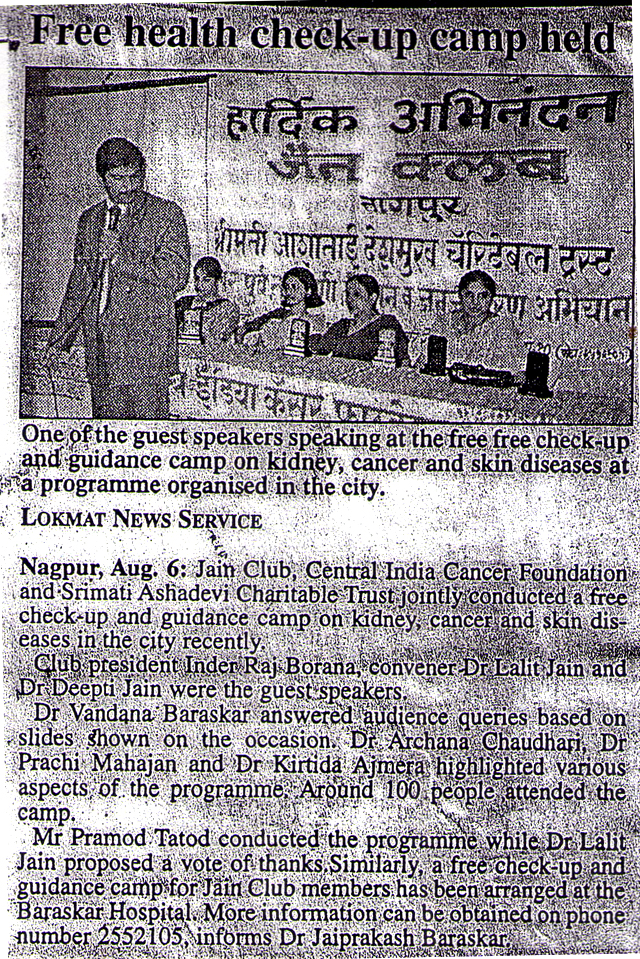 Free health check-up camp held
हार्दिक अभिनंदन
जैन क्लब
नागपुर
श्रीमती आशाताई देशमुख चॅरिटेबल ट्रस्ट
अभियान
इंडिया कॅंसर
One of the guest speakers speaking at the free free check-up
and guidance camp on kidney, cancer and skin diseases at
a programme organised in the city.
LOKMAT NEWS SERVICE
Nagpur, Aug. 6: Jain Club, Central India Cancer Foundation
and Srimati Ashadevi Charitable Trust jointly conducted a free
check-up and guidance camp on kidney, cancer and skin dis-
eases in the city recently.
Club president Inder Raj Borana, convener Dr Lalit Jain and
Dr Deepti Jain were the guest speakers.
Dr Vandana Baraskar answered audience queries based on
slides shown on the occasion. Dr Archana Chaudhari, Dr
Prachi Mahajan and Dr Kirtida Ajmera highlighted various
aspects of the programme. Around 100 people attended the
camp.
Mr Pramod Tatod conducted the programme while Dr Lalit
Jain proposed a vote of thanks Similarly, a free check-up and
guidance camp for Jain Club members has been arranged at the
Baraskar Hospital. More information can be obtained on phone
number 2552105, informs Dr Jaiprakash Baraskar.